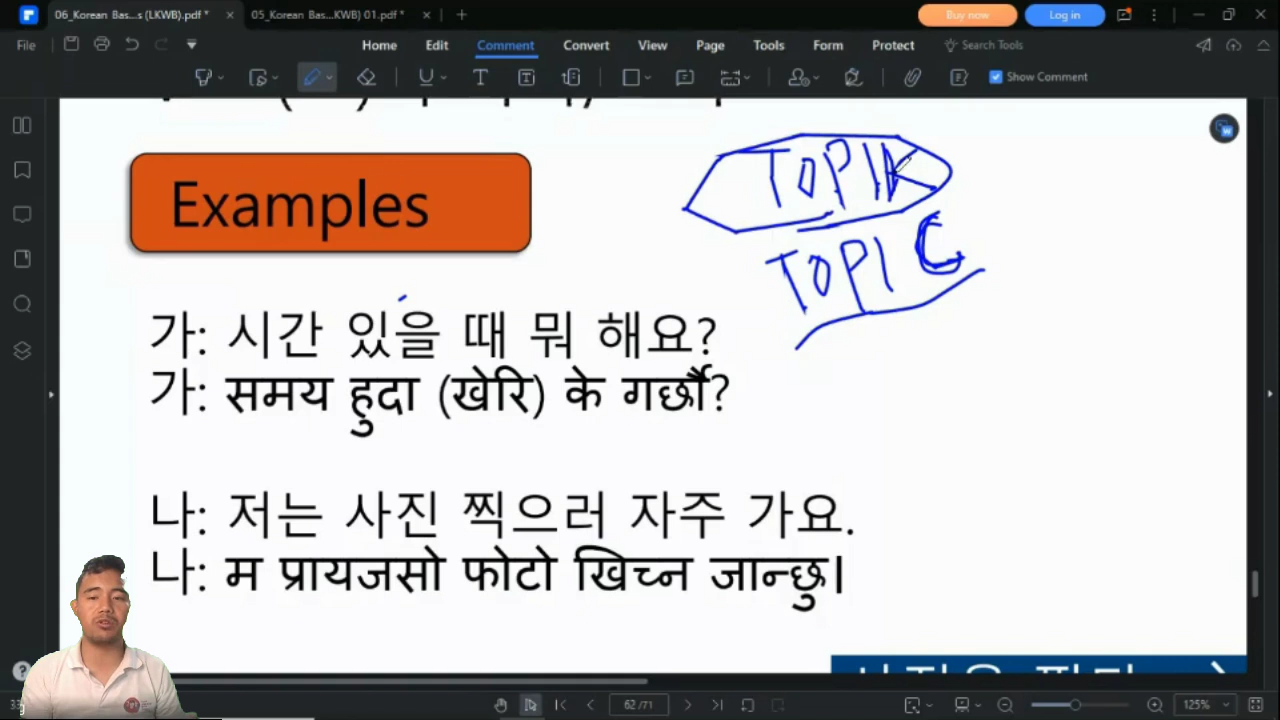 06_Korean Bas...s (LKWB).pdf *
05_Korean Bas...KWB) 01.pdf *
Buy now
Log in
File
Home
Edit
Comment
Convert
View
Page
Tools
Form
Protect
Search Tools
Show Comment
Examples
TOPIK
TOPIC
가: 시간 있을 때 뭐 해요?
가: समय हुदा (खेरि) के गर्छौ?
나: 저는 사진 찍으러 자주 가요.
나: म प्रायजसो फोटो खिच्न जान्छु।
62 /71
125%